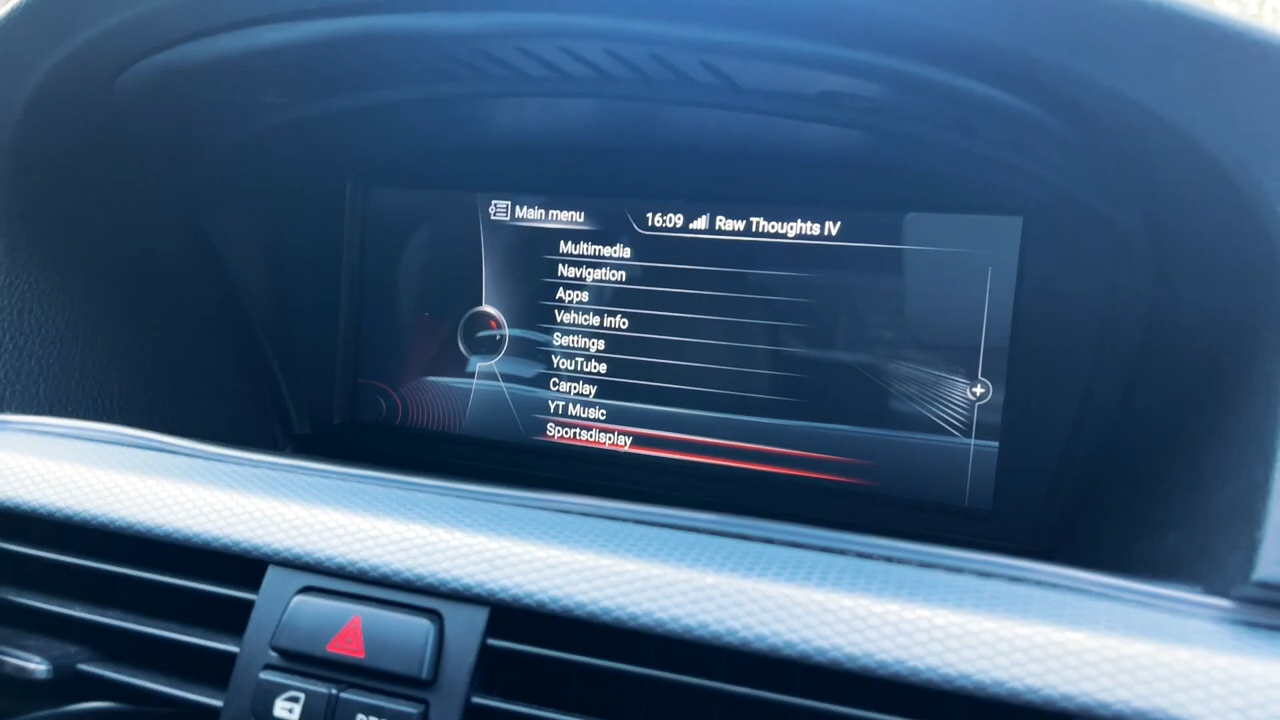 Main menu
16:09 Raw Thoughts IV
Multimedia
Navigation
Apps
Vehicle info
Settings
YouTube
Carplay
YT Music
Sportsdisplay